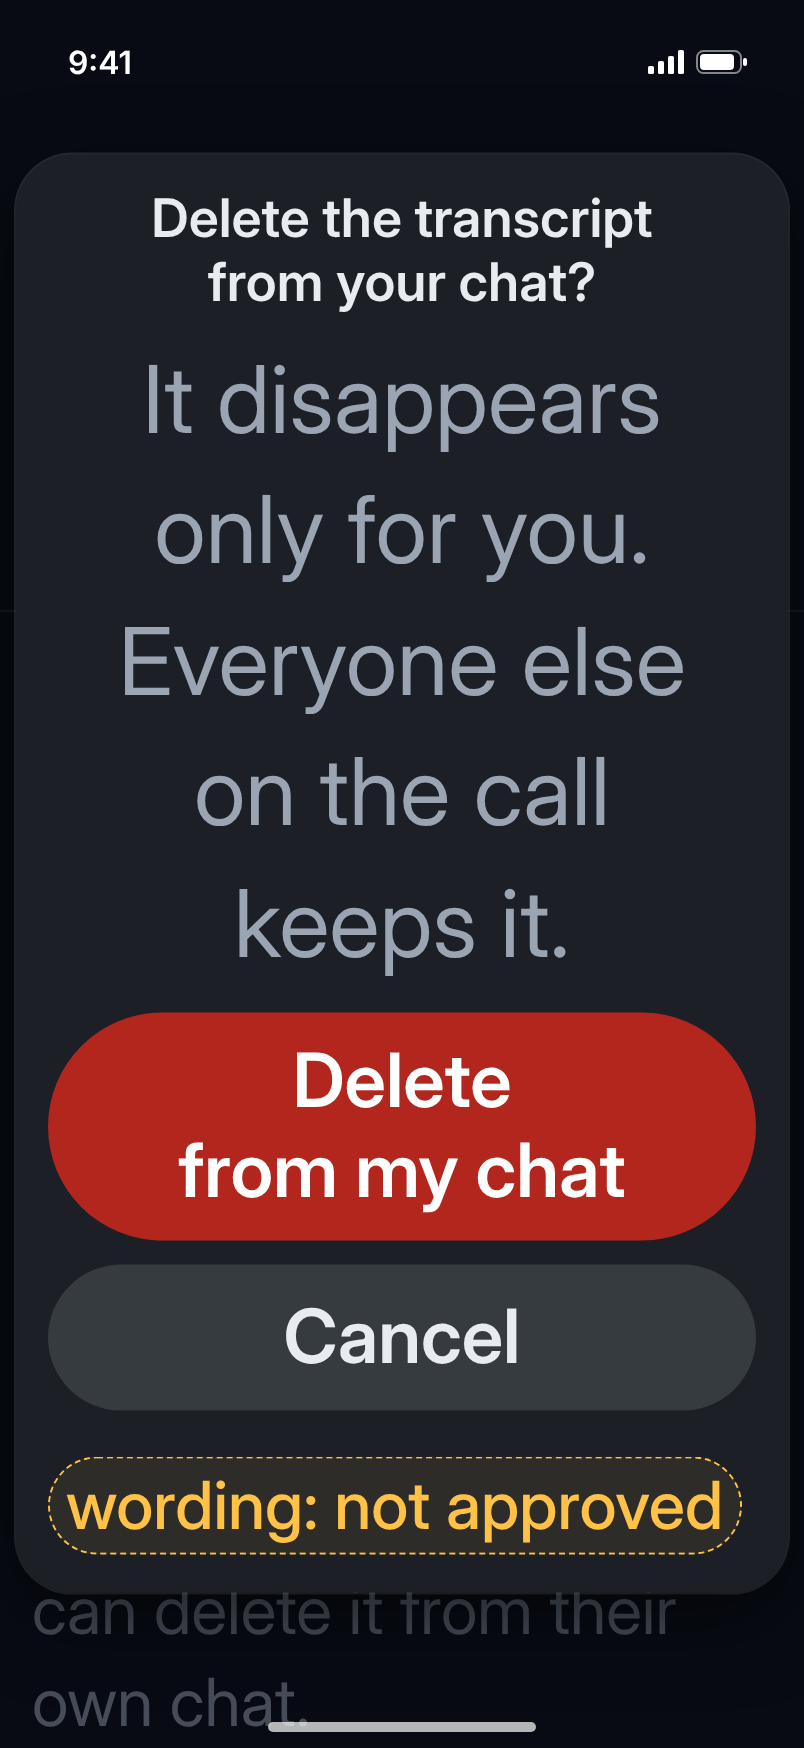 9:41
Delete the transcript
from your chat?
It disappears
only for you.
Everyone else
on the call
keeps it.
Delete
from my chat
Cancel
wording: not approved
can delete it from their
own chat.